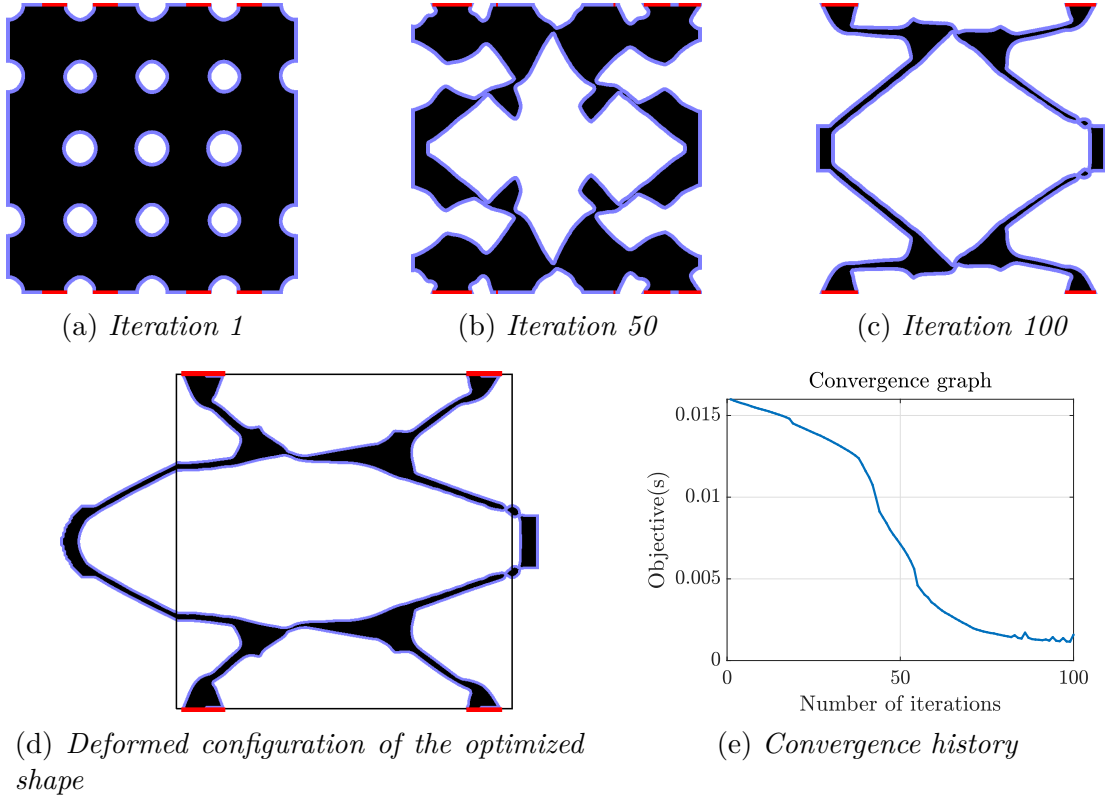 (a) Iteration 1
(b) Iteration 50
(c) Iteration 100
(d) Deformed configuration of the optimized
shape
Convergence graph
Objective(s)
0.015
0.01
0.005
0
0
50
100
Number of iterations
(e) Convergence history